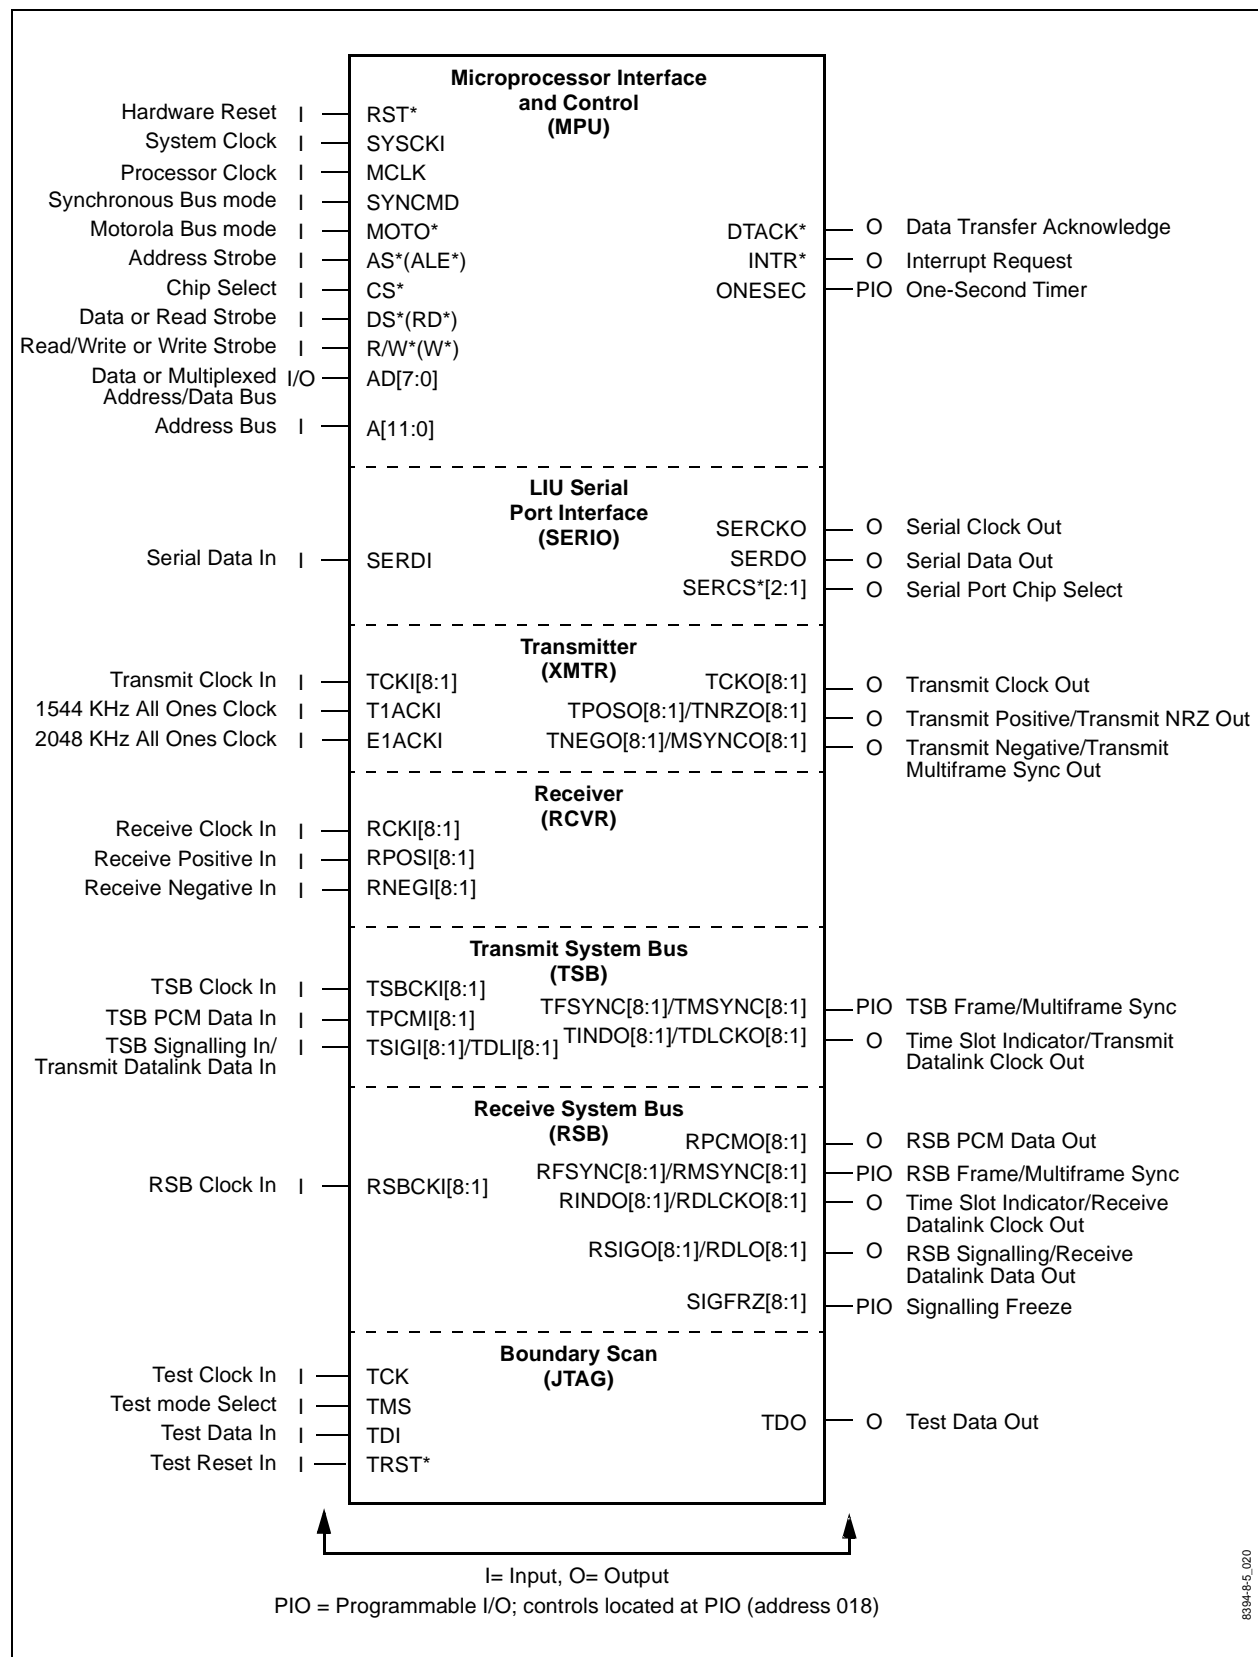 Microprocessor Interface
and Control
(MPU)
Hardware Reset I RST*
System Clock I SYSCKI
Processor Clock I MCLK
Synchronous Bus mode I SYNCMD
Motorola Bus mode I MOTO*
DTACK* O Data Transfer Acknowledge
Address Strobe I AS*(ALE*)
INTR* O Interrupt Request
Chip Select I CS*
ONESEC PIO One-Second Timer
Data or Read Strobe I DS*(RD*)
Read/Write or Write Strobe I R/W*(W*)
Data or Multiplexed I/O AD[7:0]
Address/Data Bus
Address Bus I A[11:0]
LIU Serial
Port Interface
(SERIO)
SERCKO O Serial Clock Out
Serial Data In I SERDI
SERDO O Serial Data Out
SERCS*[2:1] O Serial Port Chip Select
Transmitter
(XMTR)
Transmit Clock In I TCKI[8:1]
TCKO[8:1] O Transmit Clock Out
1544 KHz All Ones Clock I T1ACKI
TPOSO[8:1]/TNRZO[8:1] O Transmit Positive/Transmit NRZ Out
2048 KHz All Ones Clock I E1ACKI
TNEGO[8:1]/MSYNCO[8:1] O Transmit Negative/Transmit
Multiframe Sync Out
Receiver
(RCVR)
Receive Clock In I RCKI[8:1]
Receive Positive In I RPOSI[8:1]
Receive Negative In I RNEGI[8:1]
Transmit System Bus
(TSB)
TSB Clock In I TSBCKI[8:1]
TFSYNC[8:1]/TMSYNC[8:1] PIO TSB Frame/Multiframe Sync
TSB PCM Data In I TPCMI[8:1]
TINDO[8:1]/TDLCKO[8:1] O Time Slot Indicator/Transmit
Datalink Clock Out
TSB Signalling In/ I TSIGI[8:1]/TDLI[8:1]
Transmit Datalink Data In
Receive System Bus
(RSB)
RPCMO[8:1] O RSB PCM Data Out
RFSYNC[8:1]/RMSYNC[8:1] PIO RSB Frame/Multiframe Sync
RSB Clock In I RSBCKI[8:1]
RINDO[8:1]/RDLCKO[8:1] O Time Slot Indicator/Receive
Datalink Clock Out
RSIGO[8:1]/RDLO[8:1] O RSB Signalling/Receive
Datalink Data Out
SIGFRZ[8:1] PIO Signalling Freeze
Boundary Scan
(JTAG)
Test Clock In I TCK
Test mode Select I TMS
TDO O Test Data Out
Test Data In I TDI
Test Reset In I TRST*
I= Input, O= Output
PIO = Programmable I/O; controls located at PIO (address 018)
8394-8-5_020